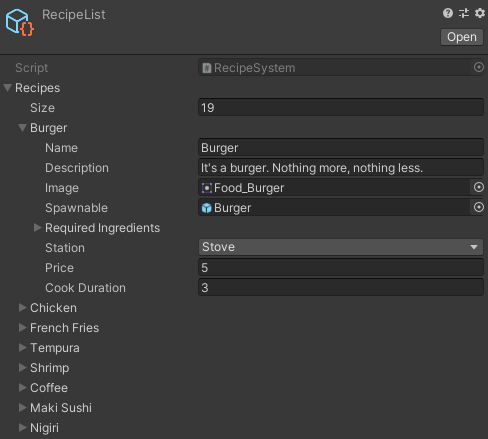 RecipeList
Open
Script RecipeSystem
Recipes
Size 19
Burger
Name Burger
Description It's a burger. Nothing more, nothing less.
Image Food_Burger
Spawnable Burger
Required Ingredients
Station Stove
Price 5
Cook Duration 3
Chicken
French Fries
Tempura
Shrimp
Coffee
Maki Sushi
Nigiri